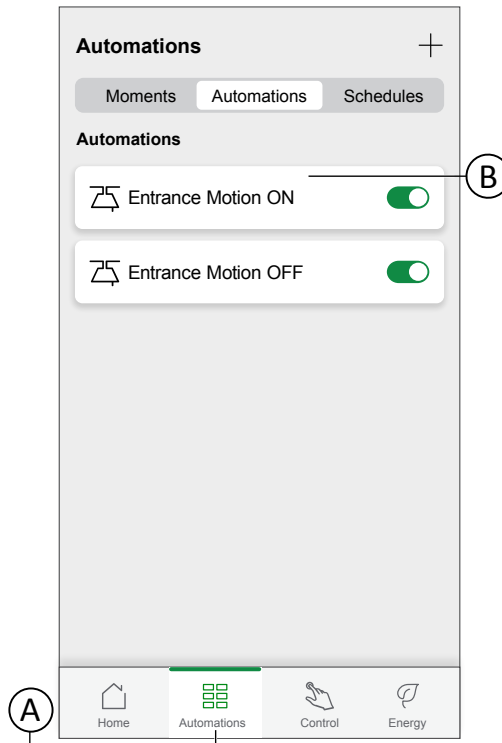 Automations
Moments Automations Schedules
Automations
B
Entrance Motion ON
Entrance Motion OFF
A
Home Automations Control Energy